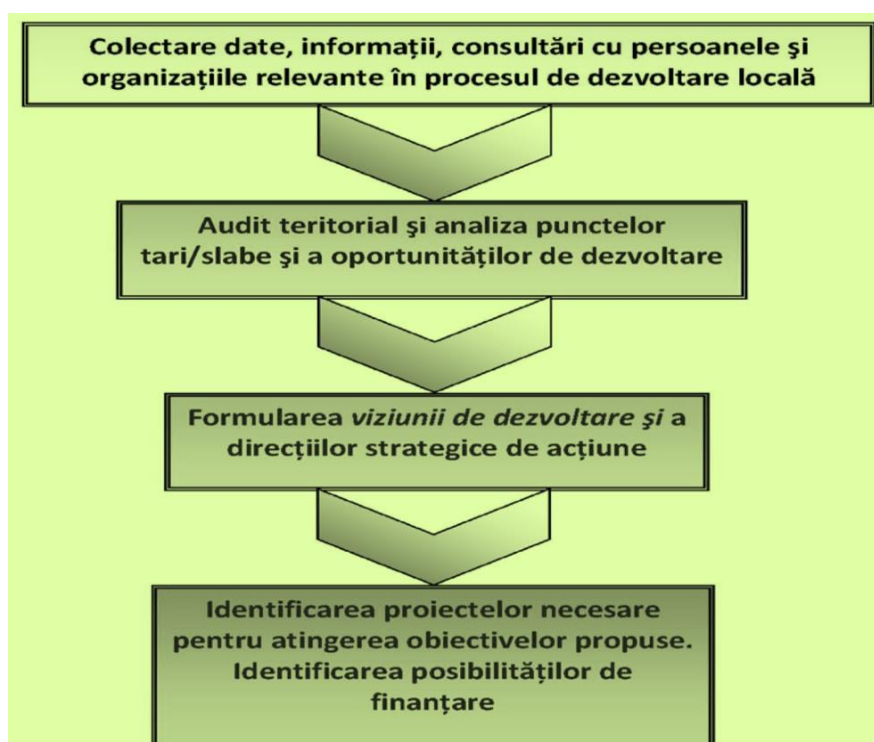 Colectare date, informații, consultări cu persoanele şi
organizațiile relevante în procesul de dezvoltare locală
Audit teritorial şi analiza punctelor
tari/slabe şi a oportunităților de dezvoltare
Formularea viziunii de dezvoltare şi a
direcțiilor strategice de acțiune
Identificarea proiectelor necesare
pentru atingerea obiectivelor propuse.
Identificarea posibilităților de
finanțare